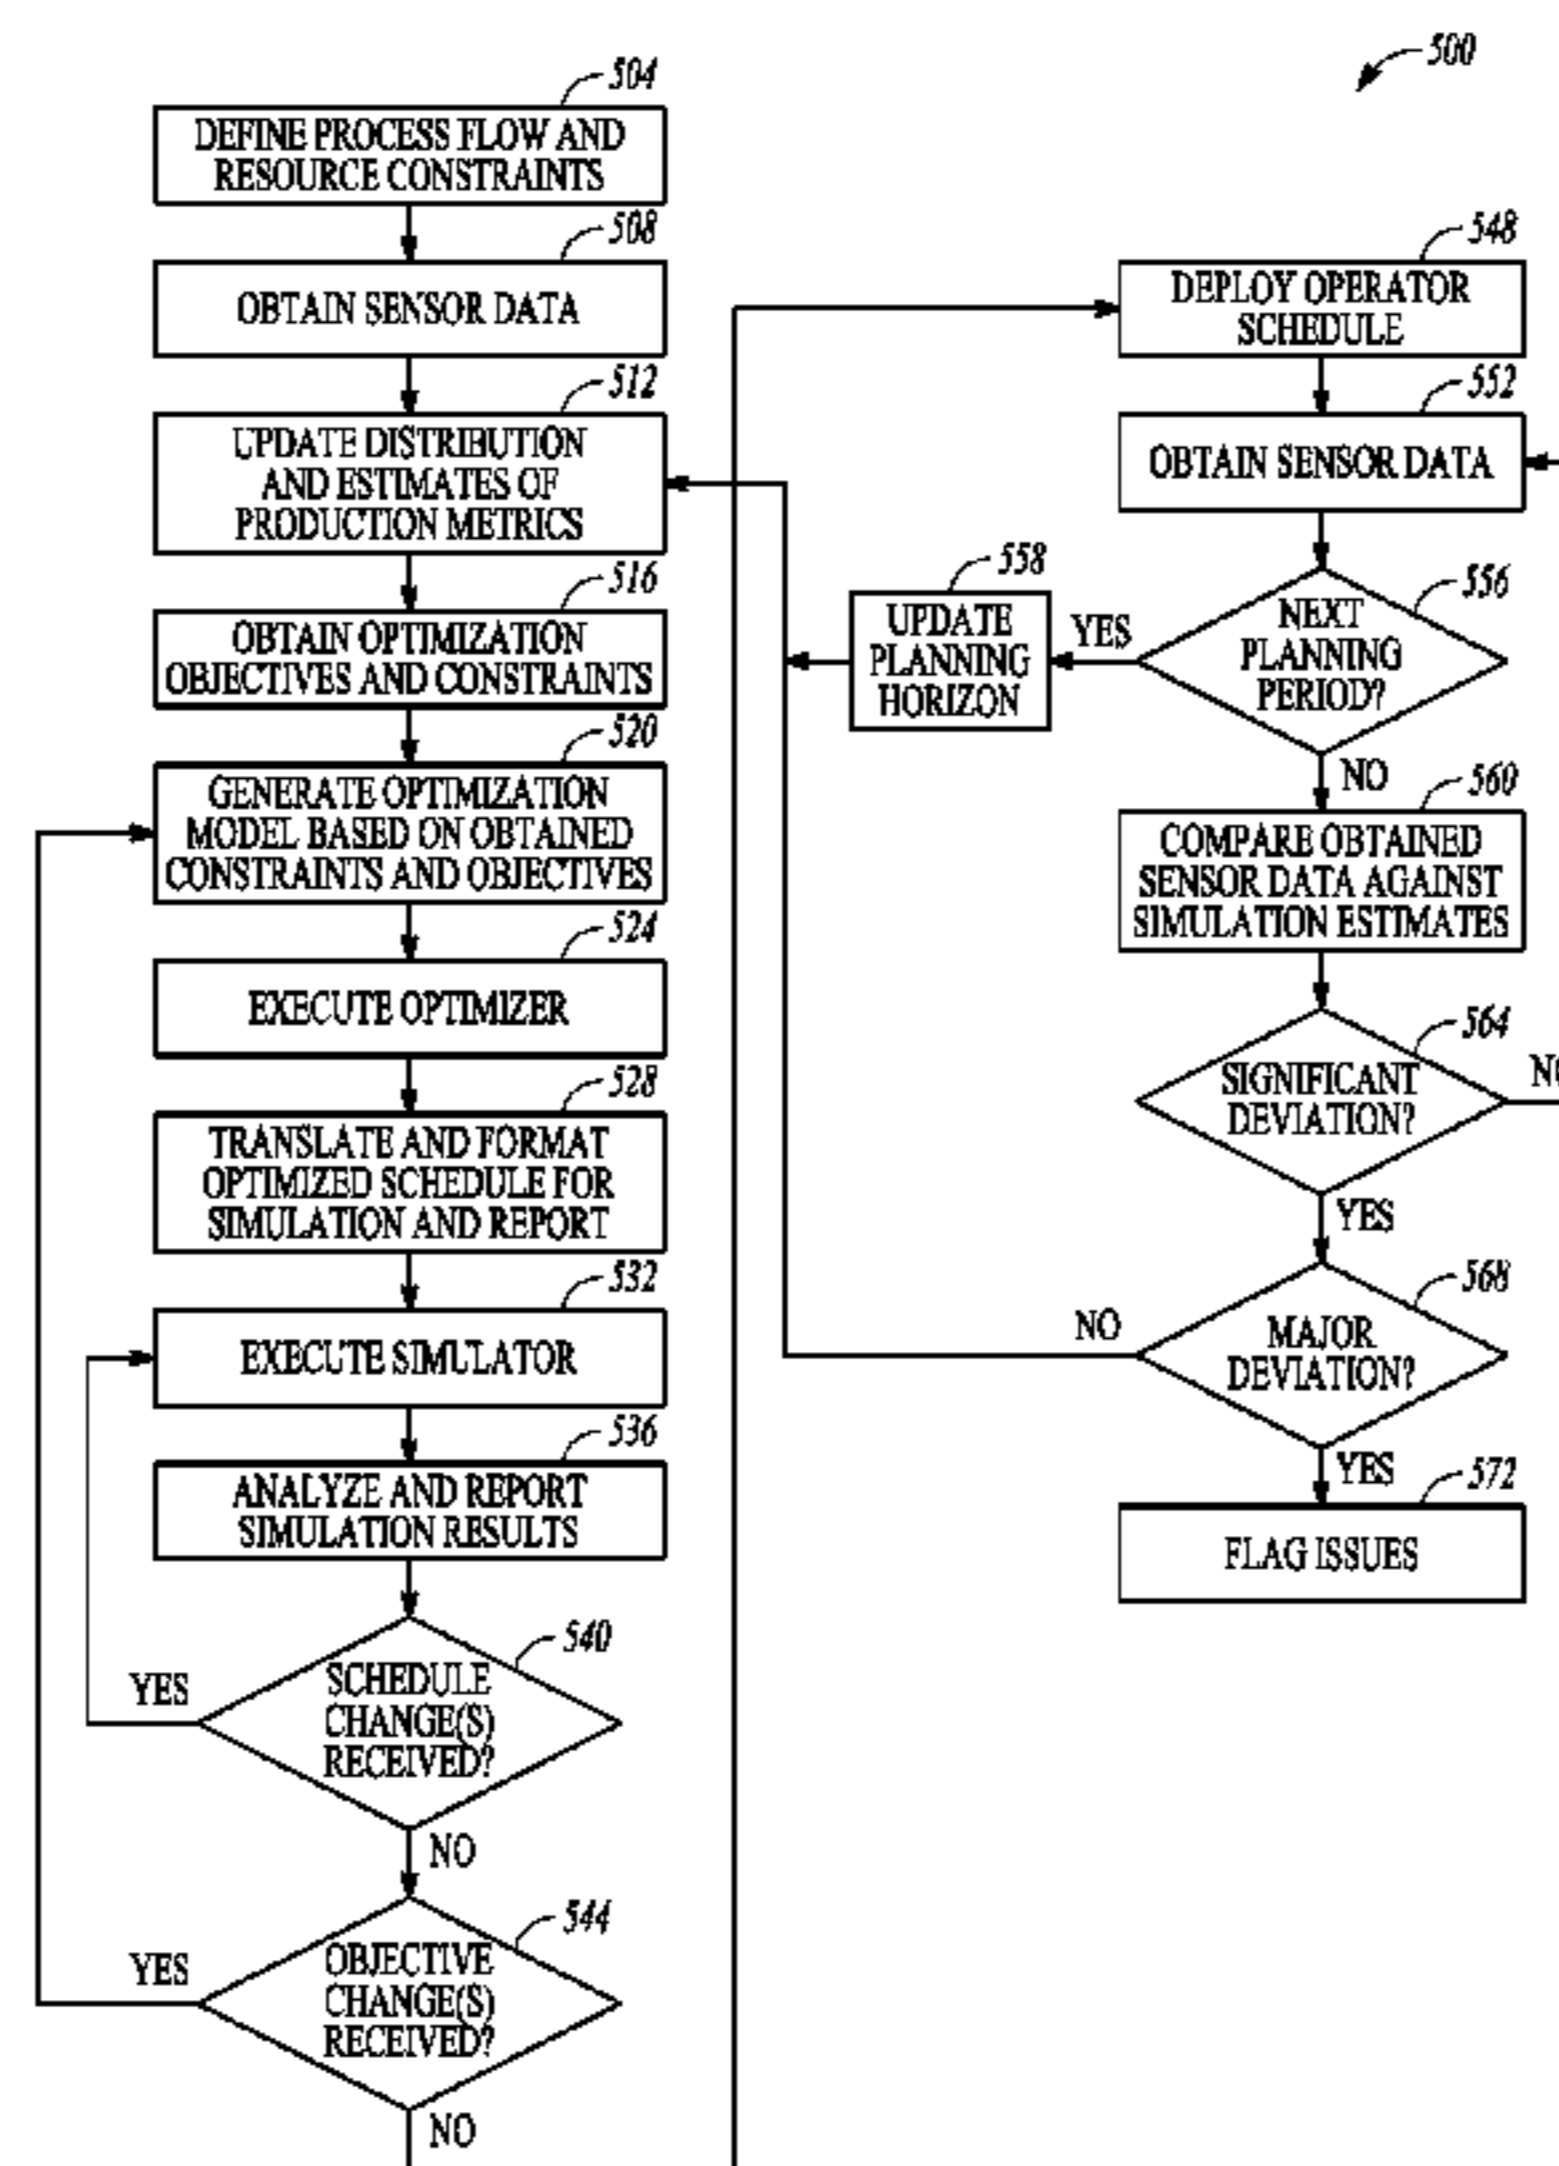 500
504
DEFINE PROCESS FLOW AND
RESOURCE CONSTRAINTS
508
OBTAIN SENSOR DATA
512
UPDATE DISTRIBUTION
AND ESTIMATES OF
PRODUCTION METRICS
516
OBTAIN OPTIMIZATION
OBJECTIVES AND CONSTRAINTS
520
GENERATE OPTIMIZATION
MODEL BASED ON OBTAINED
CONSTRAINTS AND OBJECTIVES
524
EXECUTE OPTIMIZER
528
TRANSLATE AND FORMAT
OPTIMIZED SCHEDULE FOR
SIMULATION AND REPORT
532
EXECUTE SIMULATOR
536
ANALYZE AND REPORT
SIMULATION RESULTS
540
SCHEDULE
CHANGE(S)
RECEIVED?
YES
NO
544
OBJECTIVE
CHANGE(S)
RECEIVED?
YES
NO
548
DEPLOY OPERATOR
SCHEDULE
552
OBTAIN SENSOR DATA
556
NEXT
PLANNING
PERIOD?
YES
558
UPDATE
PLANNING
HORIZON
NO
560
COMPARE OBTAINED
SENSOR DATA AGAINST
SIMULATION ESTIMATES
564
SIGNIFICANT
DEVIATION?
NO
YES
568
MAJOR
DEVIATION?
NO
YES
572
FLAG ISSUES